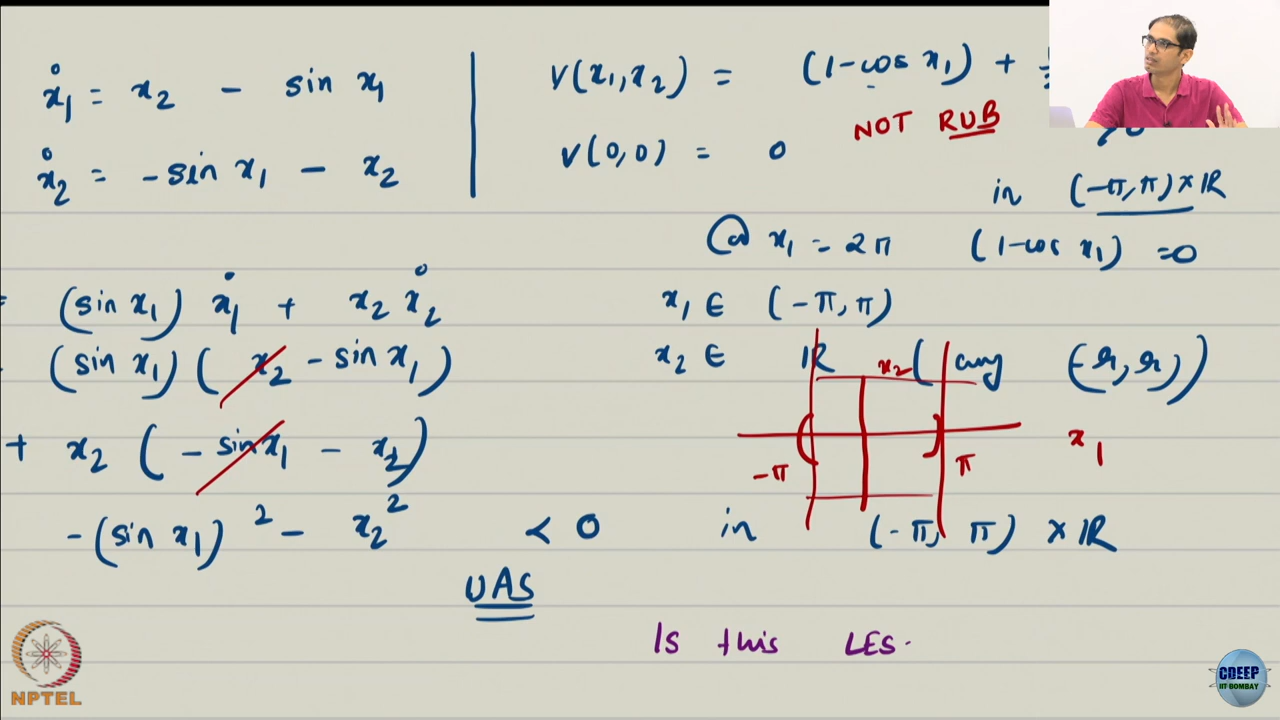 ẋ₁ = x₂ - sin x₁
ẋ₂ = -sin x₁ - x₂
V(x₁,x₂) = (1-cos x₁) +
NOT RUB
V(0,0) = 0
in (-π,π) × ℝ
@ x₁ = 2π (1-cos x₁) = 0
= (sin x₁) ẋ₁ + x₂ ẋ₂
(sin x₁) ( x₂ - sin x₁)
+ x₂ ( - sin x₁ - x₂)
-(sin x₁)² - x₂² < 0 in (-π, π) × ℝ
UAS
x₁ ∈ (-π,π)
x₂ ∈ ℝ ( any (-r,r))
x₂
x₁
-π π
Is this LES.
NPTEL
CDEEP
IIT BOMBAY